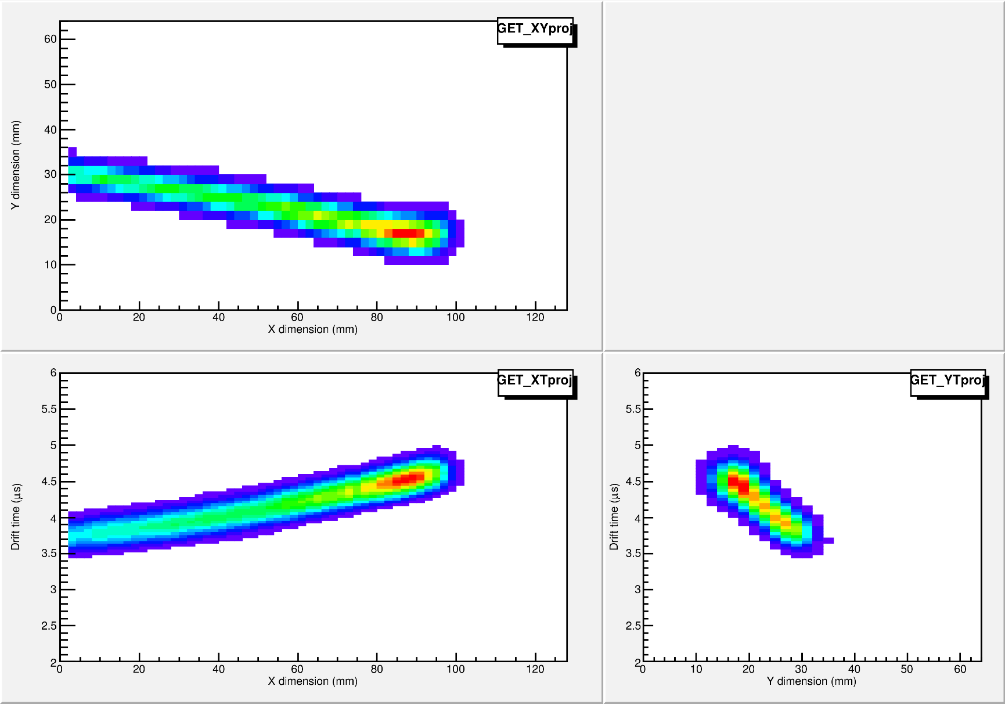 GET_XYproj
60
50
40
30
20
10
0
Y dimension (mm)
0 20 40 60 80 100 120
X dimension (mm)
GET_XTproj
6
5.5
5
4.5
4
3.5
3
2.5
2
Drift time (μs)
0 20 40 60 80 100 120
X dimension (mm)
GET_YTproj
6
5.5
5
4.5
4
3.5
3
2.5
2
Drift time (μs)
0 10 20 30 40 50 60
Y dimension (mm)